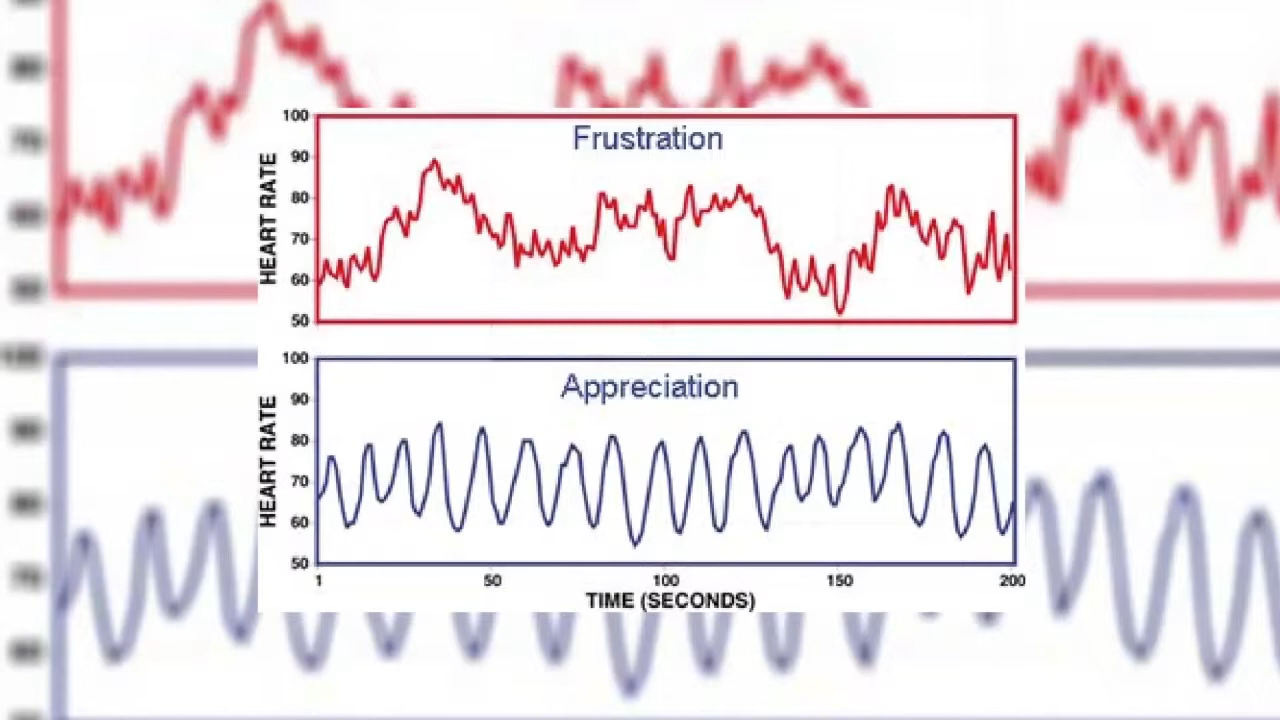 Frustration
HEART RATE
100
90
80
70
60
50
Appreciation
HEART RATE
100
90
80
70
60
50
1 50 100 150 200
TIME (SECONDS)